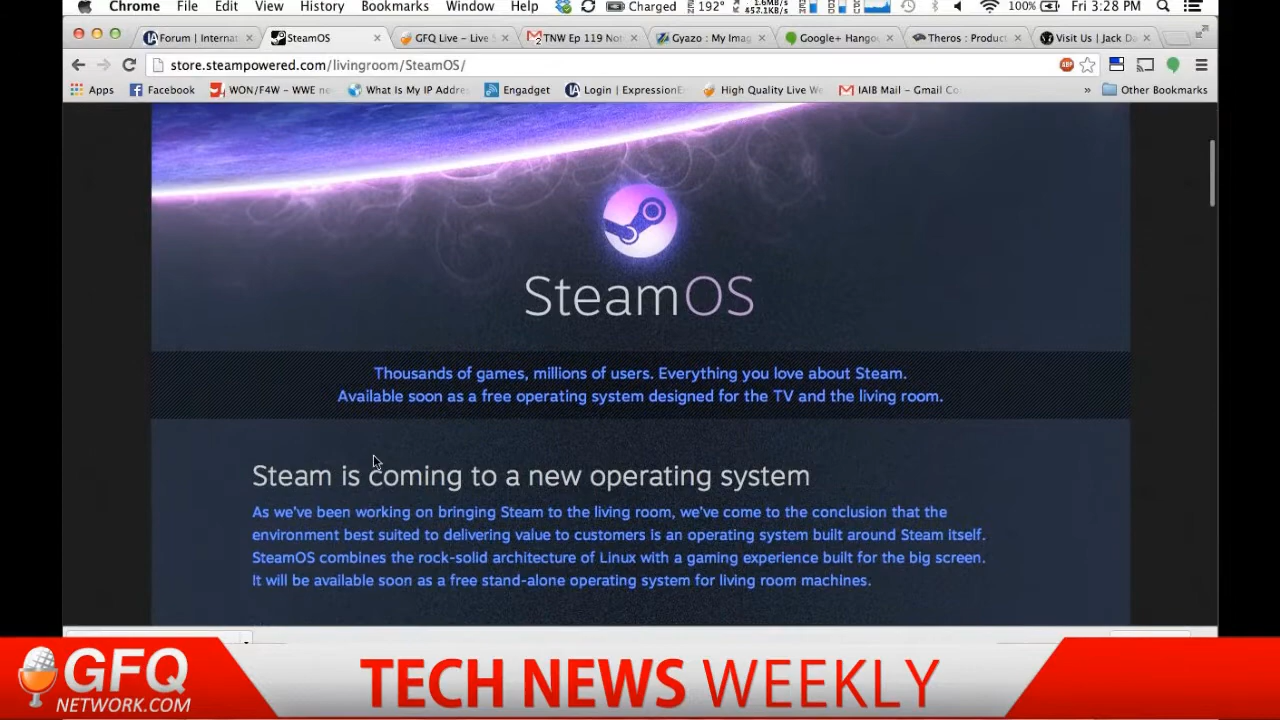 Chrome File Edit View History Bookmarks Window Help Charged 192° 1.6MB/s 100% Fri 3:28 PM
453.1KB/s
Forum | Internat SteamOS GFQ Live - Live S TNW Ep 119 Not Gyazo : My Imag Google+ Hango Theros : Product Visit Us | Jack Da
store.steampowered.com/livingroom/SteamOS/
Apps Facebook WON/F4W - WWE ne What Is My IP Addre Engadget Login | ExpressionE High Quality Live W IAIB Mail - Gmail Co » Other Bookmarks
SteamOS
Thousands of games, millions of users. Everything you love about Steam.
Available soon as a free operating system designed for the TV and the living room.
Steam is coming to a new operating system
As we've been working on bringing Steam to the living room, we've come to the conclusion that the
environment best suited to delivering value to customers is an operating system built around Steam itself.
SteamOS combines the rock-solid architecture of Linux with a gaming experience built for the big screen.
It will be available soon as a free stand-alone operating system for living room machines.
GFQ
NETWORK.COM
TECH NEWS WEEKLY